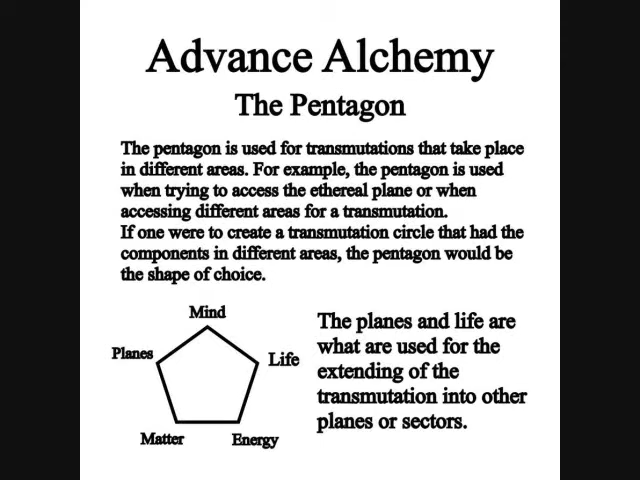 Advance Alchemy
The Pentagon
The pentagon is used for transmutations that take place
in different areas. For example, the pentagon is used
when trying to access the ethereal plane or when
accessing different areas for a transmutation.
If one were to create a transmutation circle that had the
components in different areas, the pentagon would be
the shape of choice.
Mind
Planes
Life
Matter
Energy
The planes and life are
what are used for the
extending of the
transmutation into other
planes or sectors.